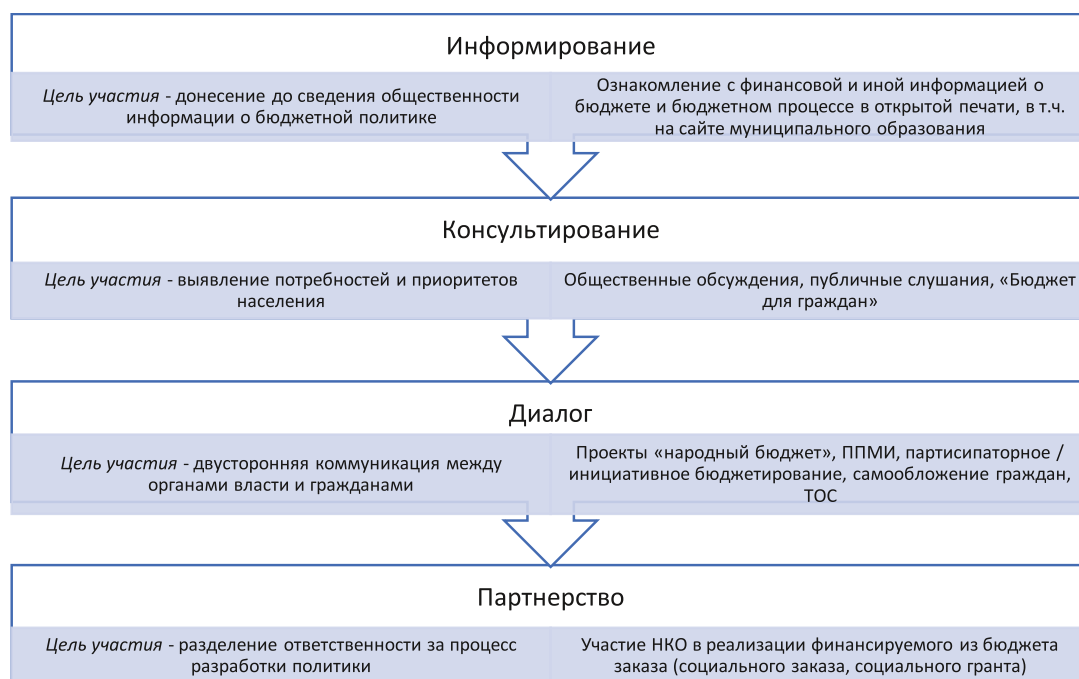 Информирование
Цель участия - донесение до сведения общественности
информации о бюджетной политике
Ознакомление с финансовой и иной информацией о
бюджете и бюджетном процессе в открытой печати, в т.ч.
на сайте муниципального образования
Консультирование
Цель участия - выявление потребностей и приоритетов
населения
Общественные обсуждения, публичные слушания, «Бюджет
для граждан»
Диалог
Цель участия - двусторонняя коммуникация между
органами власти и гражданами
Проекты «народный бюджет», ППМИ, партисипаторное /
инициативное бюджетирование, самообложение граждан,
ТОС
Партнерство
Цель участия - разделение ответственности за процесс
разработки политики
Участие НКО в реализации финансируемого из бюджета
заказа (социального заказа, социального гранта)